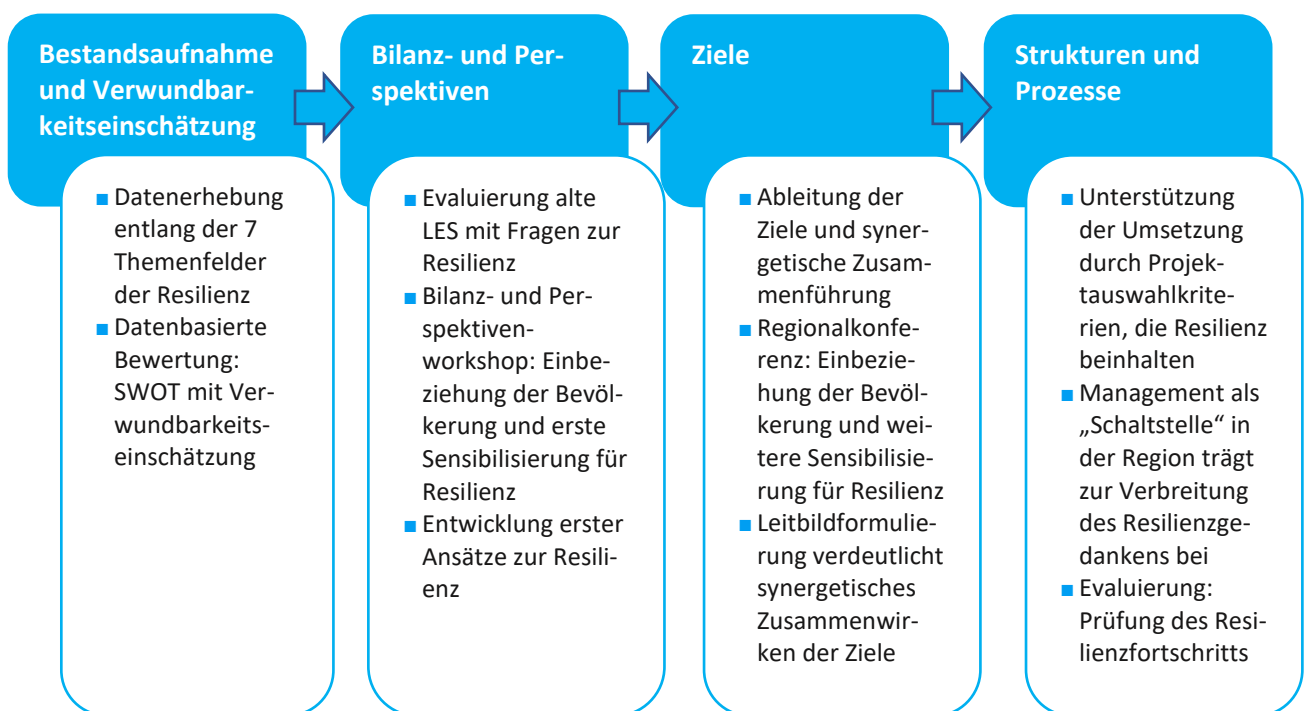 Bestandsaufnahme
und Verwundbar-
keitseinschätzung
■ Datenerhebung
entlang der 7
Themenfelder
der Resilienz
■ Datenbasierte
Bewertung:
SWOT mit Ver-
wundbarkeits-
einschätzung
Bilanz- und Per-
spektiven
■ Evaluierung alte
LES mit Fragen zur
Resilienz
■ Bilanz- und Per-
spektiven-
workshop: Einbe-
ziehung der Bevöl-
kerung und erste
Sensibilisierung für
Resilienz
■ Entwicklung erster
Ansätze zur Resili-
enz
Ziele
■ Ableitung der
Ziele und syner-
getische Zusam-
menführung
■ Regionalkonfe-
renz: Einbezie-
hung der Bevöl-
kerung und wei-
tere Sensibilisie-
rung für Resilienz
■ Leitbildformulie-
rung verdeutlicht
synergetisches
Zusammenwir-
ken der Ziele
Strukturen und
Prozesse
■ Unterstützung
der Umsetzung
durch Projek-
tauswahlkrite-
rien, die Resilienz
beinhalten
■ Management als
„Schaltstelle“ in
der Region trägt
zur Verbreitung
des Resilienzge-
dankens bei
■ Evaluierung:
Prüfung des Resi-
lienzfortschritts